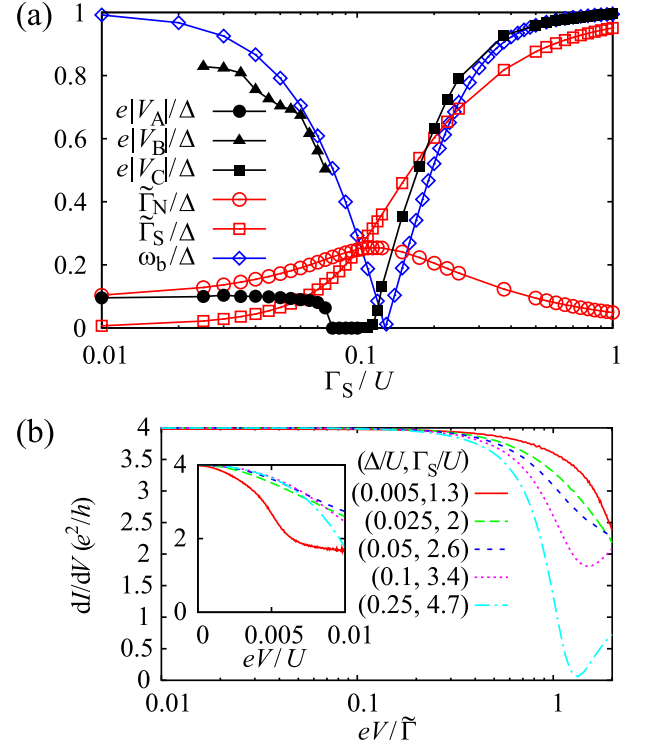 (a)
1
0.8
0.6
0.4
0.2
0
e|V_A|/Δ
e|V_B|/Δ
e|V_C|/Δ
Γ̃_N/Δ
Γ̃_S/Δ
ω_b/Δ
0.01 0.1 1
Γ_S/U
(b)
dI/dV (e²/h)
4
3.5
3
2.5
2
1.5
1
0.5
0
4
2
0
0 0.005 0.01
eV/U
(Δ/U,Γ_S/U)
(0.005,1.3)
(0.025, 2)
(0.05, 2.6)
(0.1, 3.4)
(0.25, 4.7)
0.01 0.1 1
eV/Γ̃